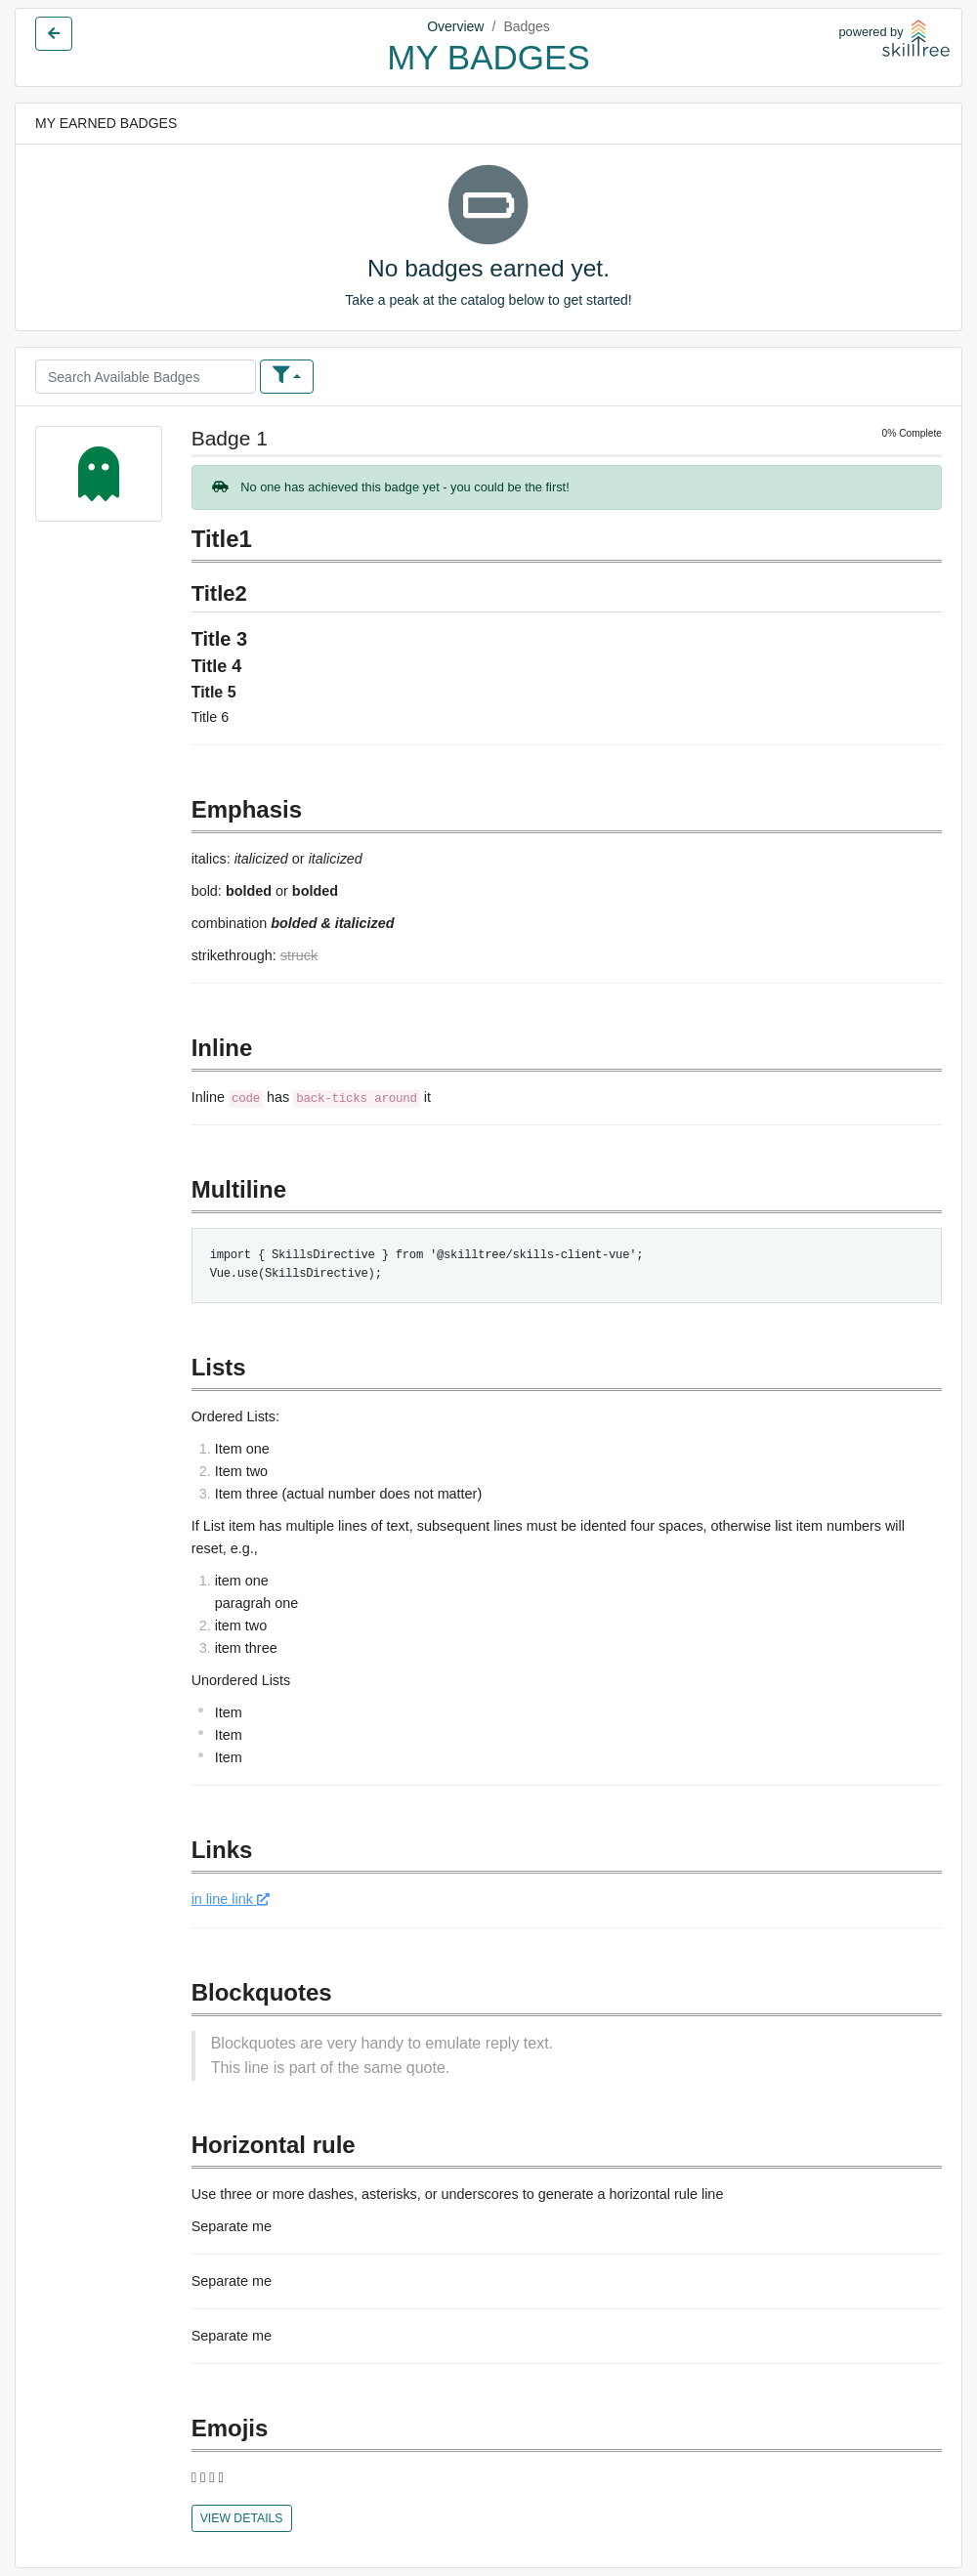 Overview / Badges
MY BADGES
powered by
skilltree
MY EARNED BADGES
No badges earned yet.
Take a peak at the catalog below to get started!
Search Available Badges
Badge 1
0% Complete
No one has achieved this badge yet - you could be the first!
Title1
Title2
Title 3
Title 4
Title 5
Title 6
Emphasis
italics: italicized or italicized
bold: bolded or bolded
combination bolded & italicized
strikethrough: struck
Inline
Inline code has back-ticks around it
Multiline
import { SkillsDirective } from '@skilltree/skills-client-vue';
Vue.use(SkillsDirective);
Lists
Ordered Lists:
1. Item one
2. Item two
3. Item three (actual number does not matter)
If List item has multiple lines of text, subsequent lines must be idented four spaces, otherwise list item numbers will
reset, e.g.,
1. item one
paragrah one
2. item two
3. item three
Unordered Lists
Item
Item
Item
Links
in line link
Blockquotes
Blockquotes are very handy to emulate reply text.
This line is part of the same quote.
Horizontal rule
Use three or more dashes, asterisks, or underscores to generate a horizontal rule line
Separate me
Separate me
Separate me
Emojis
VIEW DETAILS